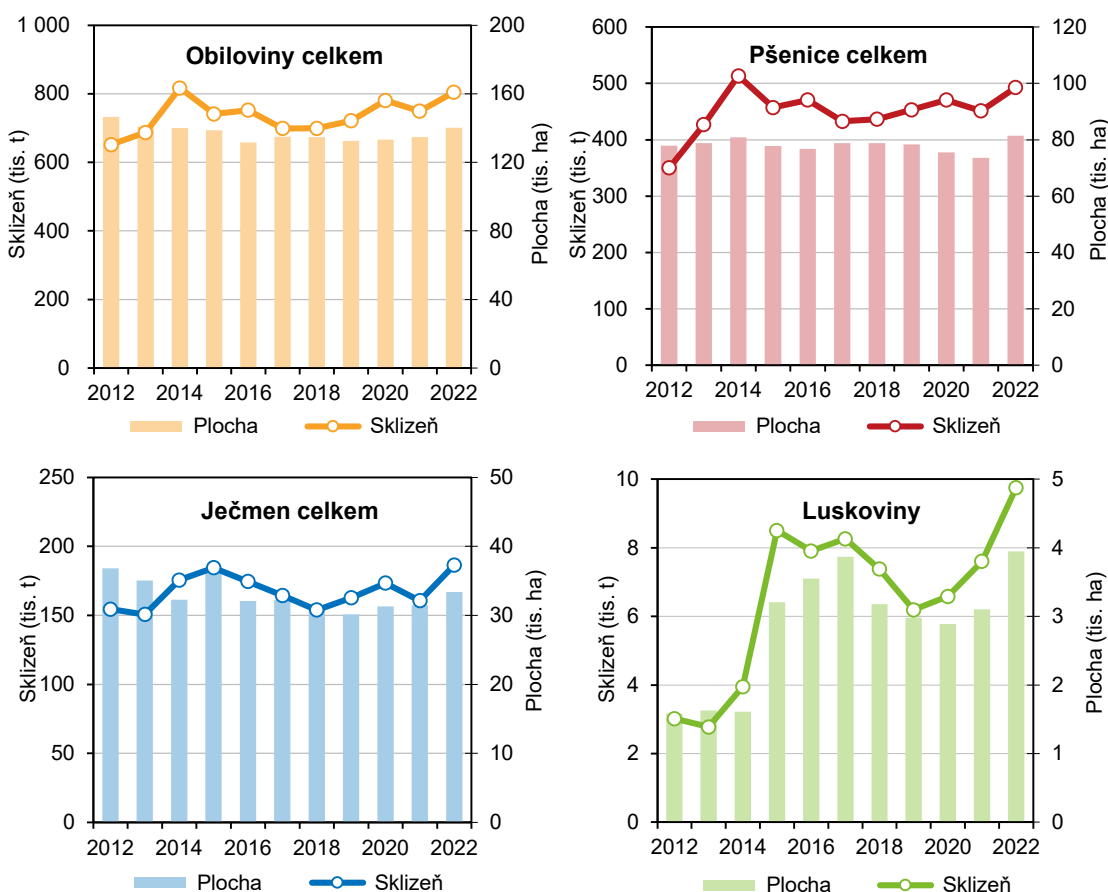 Obiloviny celkem
Sklizeň (tis. t)
1 000
800
600
400
200
0
Plocha (tis. ha)
200
160
120
80
40
0
2012 2014 2016 2018 2020 2022
Plocha Sklizeň
Pšenice celkem
Sklizeň (tis. t)
600
500
400
300
200
100
0
Plocha (tis. ha)
120
100
80
60
40
20
0
2012 2014 2016 2018 2020 2022
Plocha Sklizeň
Ječmen celkem
Sklizeň (tis. t)
250
200
150
100
50
0
Plocha (tis. ha)
50
40
30
20
10
0
2012 2014 2016 2018 2020 2022
Plocha Sklizeň
Luskoviny
Sklizeň (tis. t)
10
8
6
4
2
0
Plocha (tis. ha)
5
4
3
2
1
0
2012 2014 2016 2018 2020 2022
Plocha Sklizeň